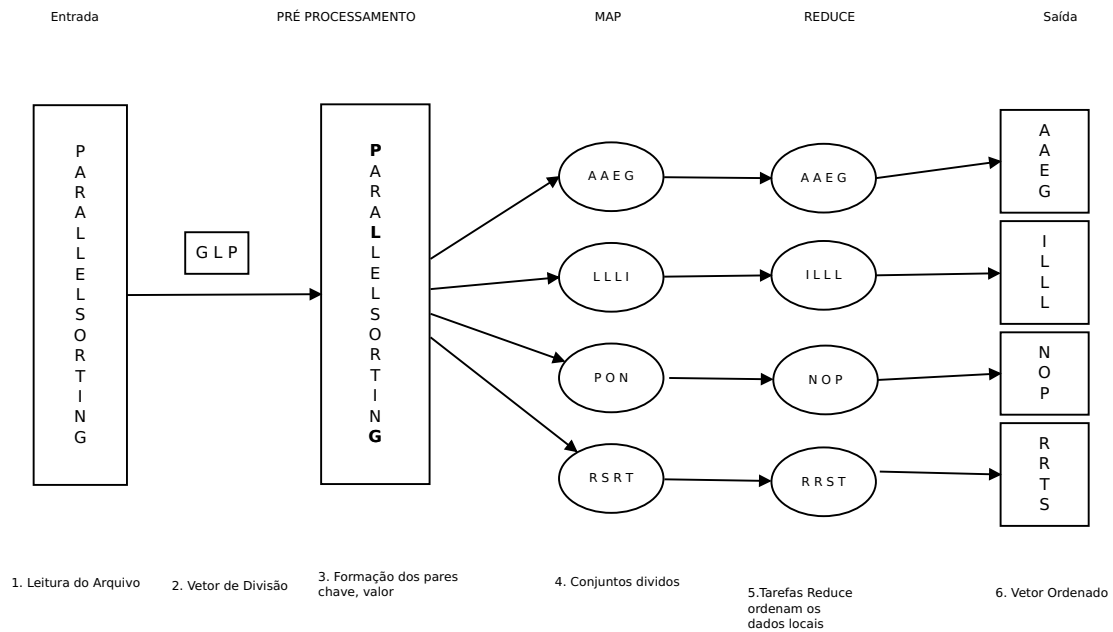 Entrada
PRÉ PROCESSAMENTO
MAP
REDUCE
Saída
P
A
R
A
L
L
E
L
S
O
R
T
I
N
G
G L P
P
A
R
A
L
L
E
L
S
O
R
T
I
N
G
A A E G
L L L I
P O N
R S R T
A A E G
I L L L
N O P
R R S T
A
A
E
G
I
L
L
L
N
O
P
R
R
T
S
1. Leitura do Arquivo
2. Vetor de Divisão
3. Formação dos pares
chave, valor
4. Conjuntos dividos
5.Tarefas Reduce
ordenam os
dados locais
6. Vetor Ordenado